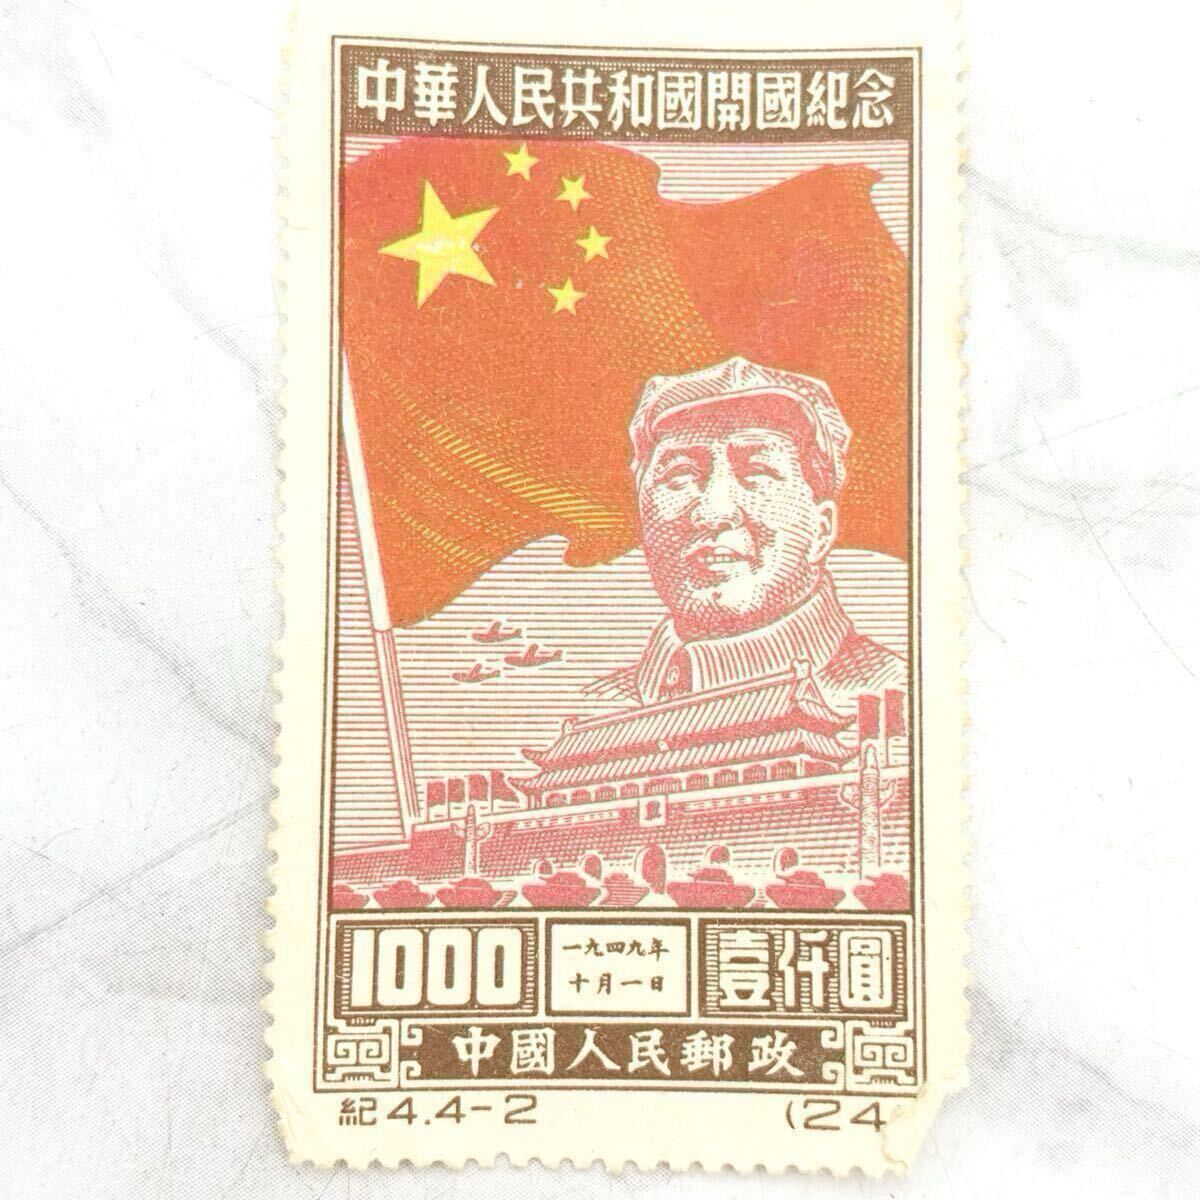 中華人民共和國開國紀念
1000
一九四九年
十月一日
壹仟圓
中國人民郵政
紀4.4-2
(24